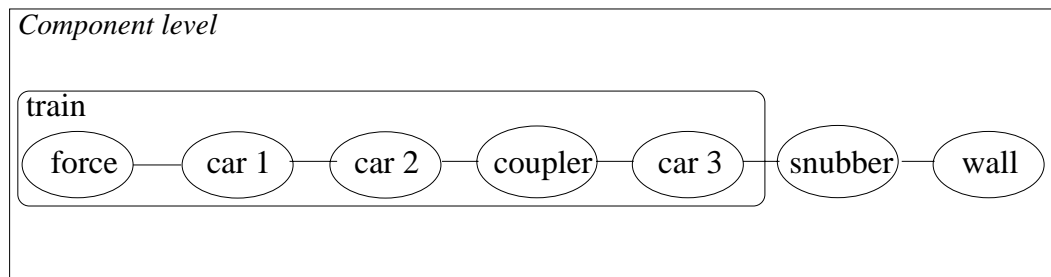 Component level
train
force car 1 car 2 coupler car 3 snubber wall